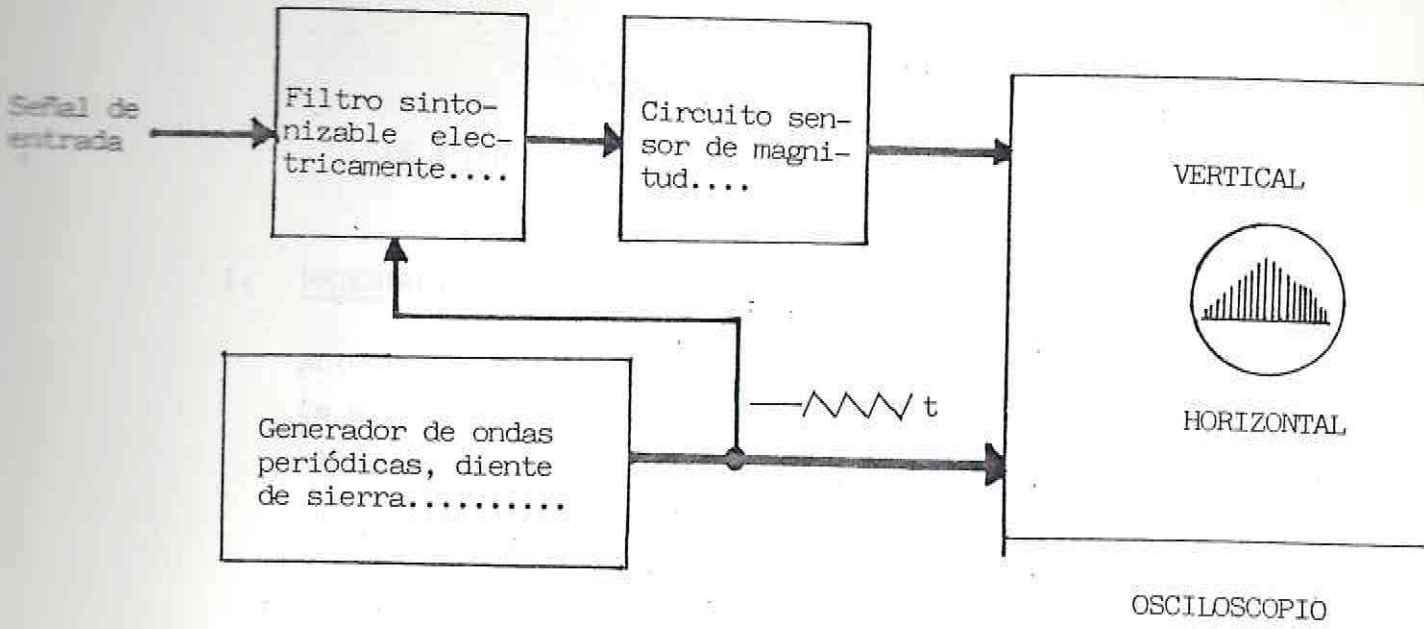 Señal de
entrada
Filtro sinto-
nizable elec-
tricamente....
Circuito sen-
sor de magni-
tud....
VERTICAL
HORIZONTAL
Generador de ondas
periódicas, diente
de sierra..........
t
OSCILOSCOPIO